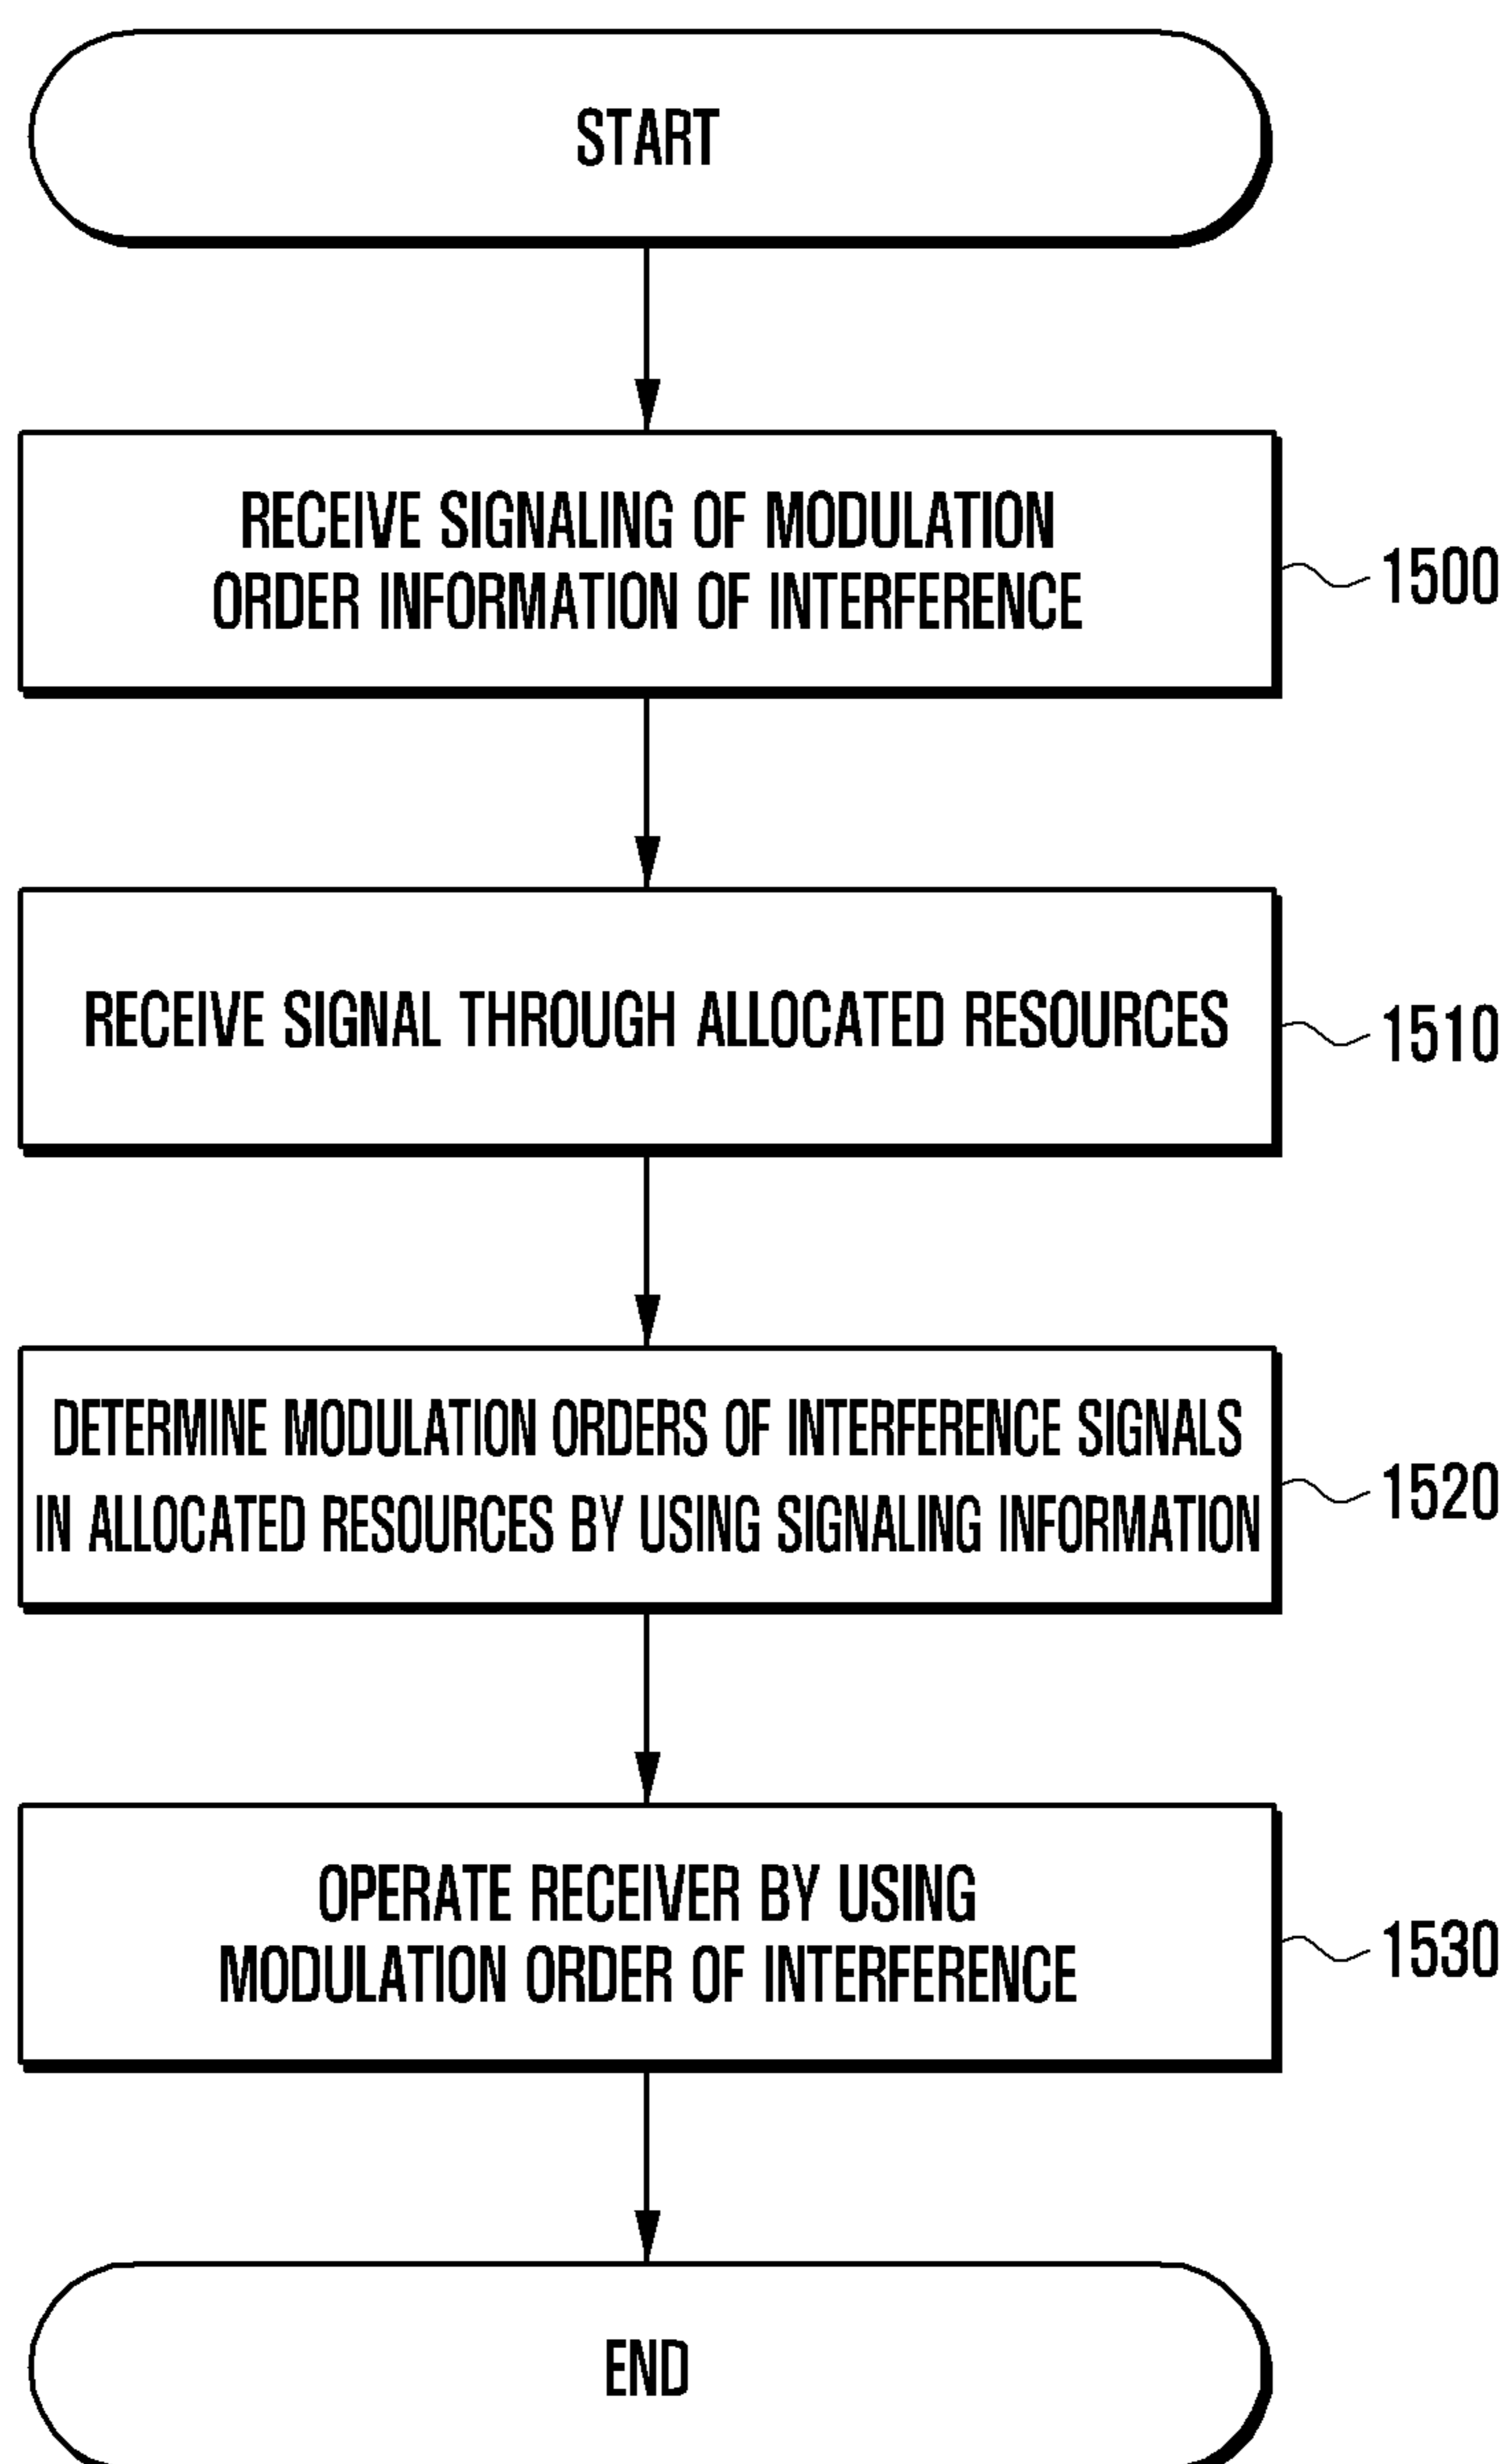 START
RECEIVE SIGNALING OF MODULATION
ORDER INFORMATION OF INTERFERENCE
1500
RECEIVE SIGNAL THROUGH ALLOCATED RESOURCES
1510
DETERMINE MODULATION ORDERS OF INTERFERENCE SIGNALS
IN ALLOCATED RESOURCES BY USING SIGNALING INFORMATION
1520
OPERATE RECEIVER BY USING
MODULATION ORDER OF INTERFERENCE
1530
END